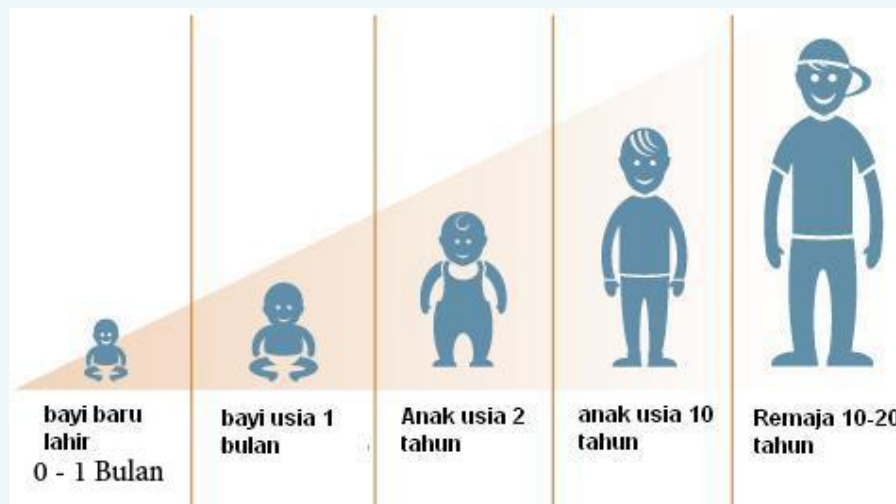 bayi baru
lahir
0 - 1 Bulan
bayi usia 1
bulan
Anak usia 2
tahun
anak usia 10
tahun
Remaja 10-20
tahun